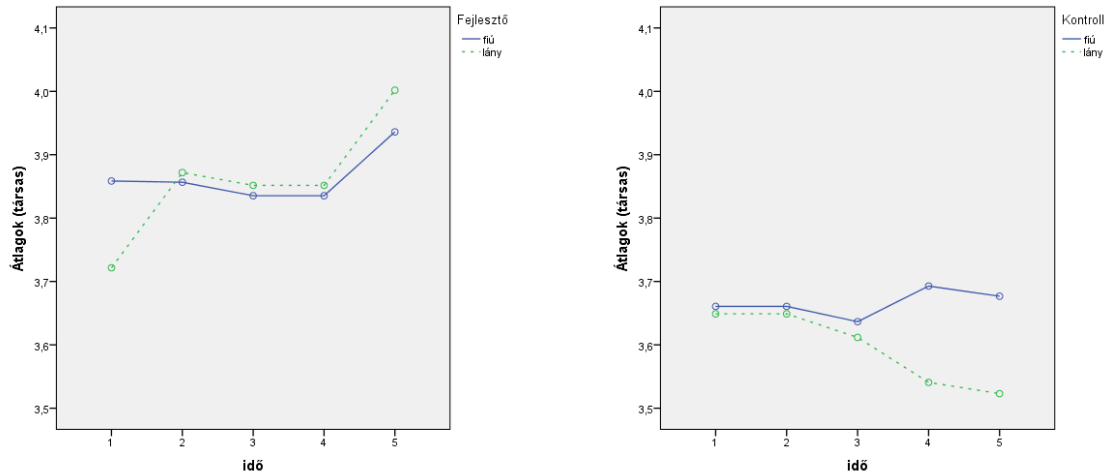 Fejlesztő
fiú
lány
4,1
4,0
3,9
3,8
3,7
3,6
3,5
Átlagok (társas)
1 2 3 4 5
idő
Kontroll
fiú
lány
4,1
4,0
3,9
3,8
3,7
3,6
3,5
Átlagok (társas)
1 2 3 4 5
idő